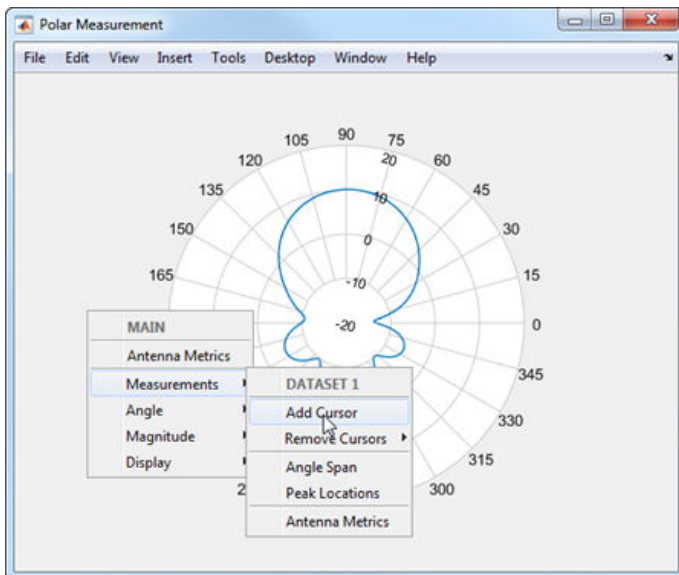 Polar Measurement
File Edit View Insert Tools Desktop Window Help
90
105 75
120 20 60
135 10 45
150 0 30
165 -10 15
-20 0
345
330
315
2 300
MAIN
Antenna Metrics
Measurements
Angle
Magnitude
Display
DATASET 1
Add Cursor
Remove Cursors
Angle Span
Peak Locations
Antenna Metrics